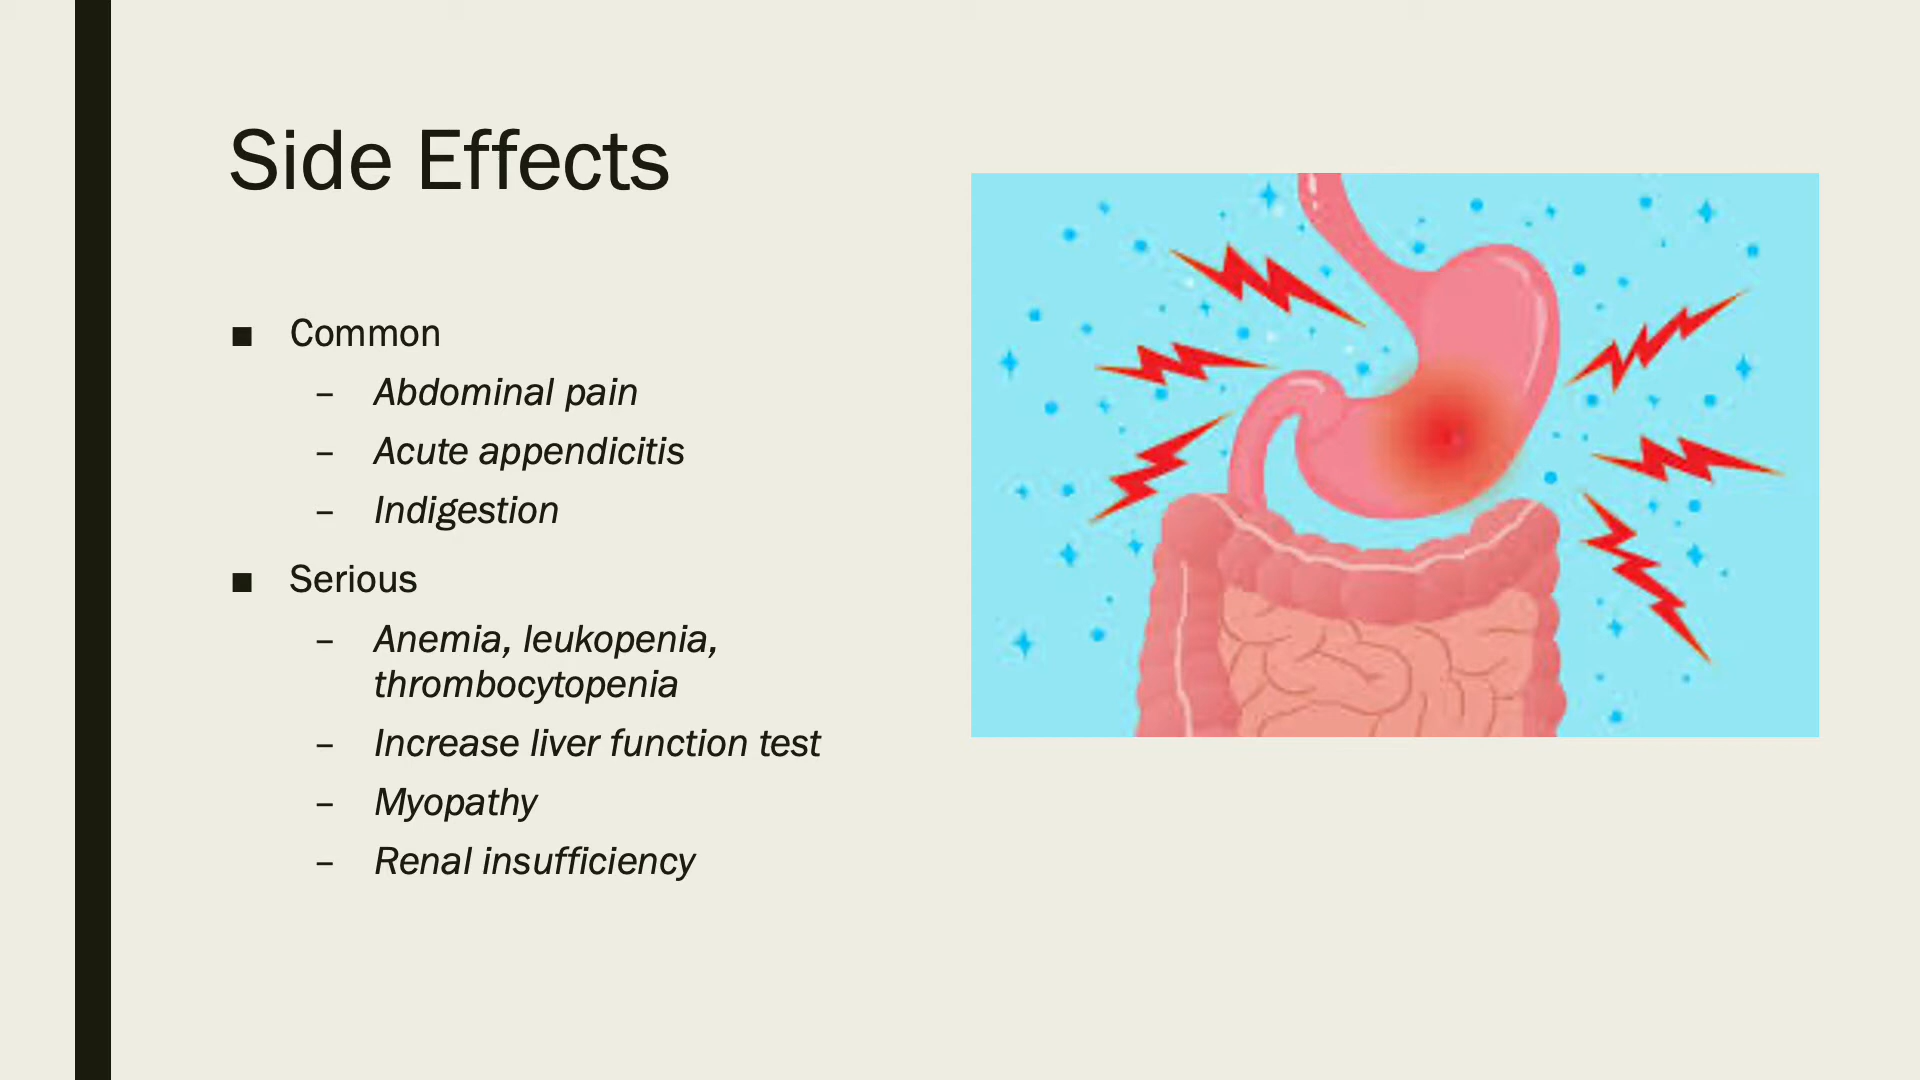 Side Effects
■ Common
– Abdominal pain
– Acute appendicitis
– Indigestion
■ Serious
– Anemia, leukopenia,
thrombocytopenia
– Increase liver function test
– Myopathy
– Renal insufficiency